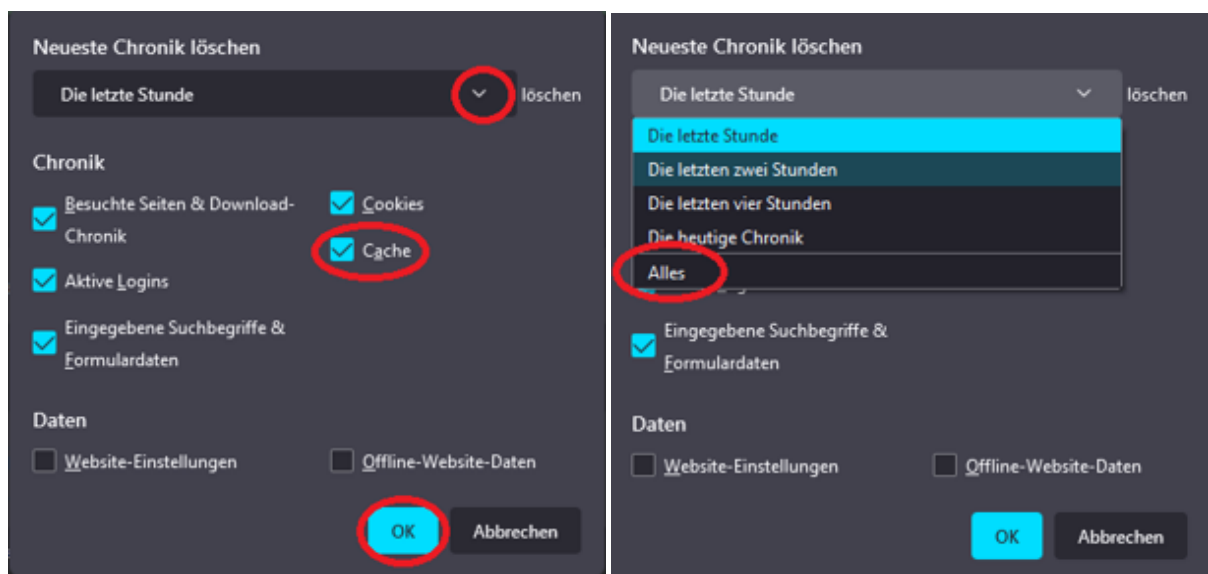 Neueste Chronik löschen
Die letzte Stunde löschen
Chronik
Besuchte Seiten & Download-
Chronik
Cookies
Cache
Aktive Logins
Eingegebene Suchbegriffe &
Formulardaten
Daten
Website-Einstellungen
Offline-Website-Daten
OK
Abbrechen
Neueste Chronik löschen
Die letzte Stunde löschen
Die letzte Stunde
Die letzten zwei Stunden
Die letzten vier Stunden
Die heutige Chronik
Alles
Eingegebene Suchbegriffe &
Formulardaten
Daten
Website-Einstellungen
Offline-Website-Daten
OK
Abbrechen